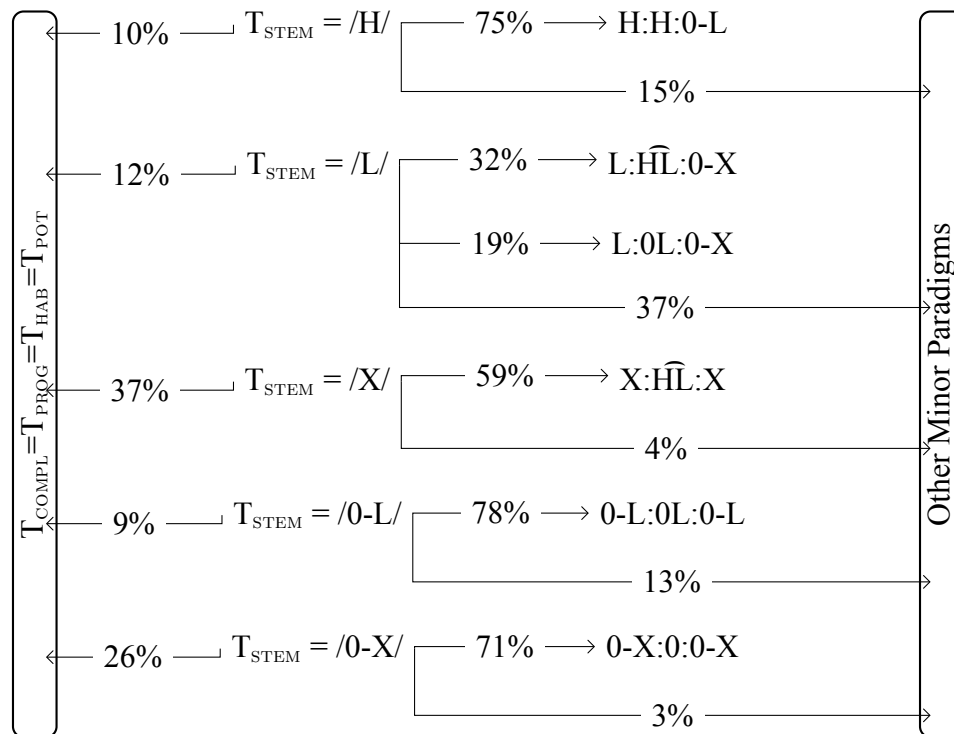 T_COMPL=T_PROG=T_HAB=T_POT
10% T_STEM = /H/ 75% H:H:0-L
15%
12% T_STEM = /L/ 32% L:H͡L:0-X
19% L:0L:0-X
37%
37% T_STEM = /X/ 59% X:H͡L:X
4%
9% T_STEM = /0-L/ 78% 0-L:0L:0-L
13%
26% T_STEM = /0-X/ 71% 0-X:0:0-X
3%
Other Minor Paradigms